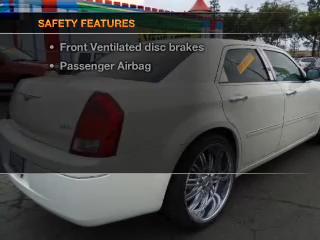 SAFETY FEATURES
Front Ventilated disc brakes
Passenger Airbag